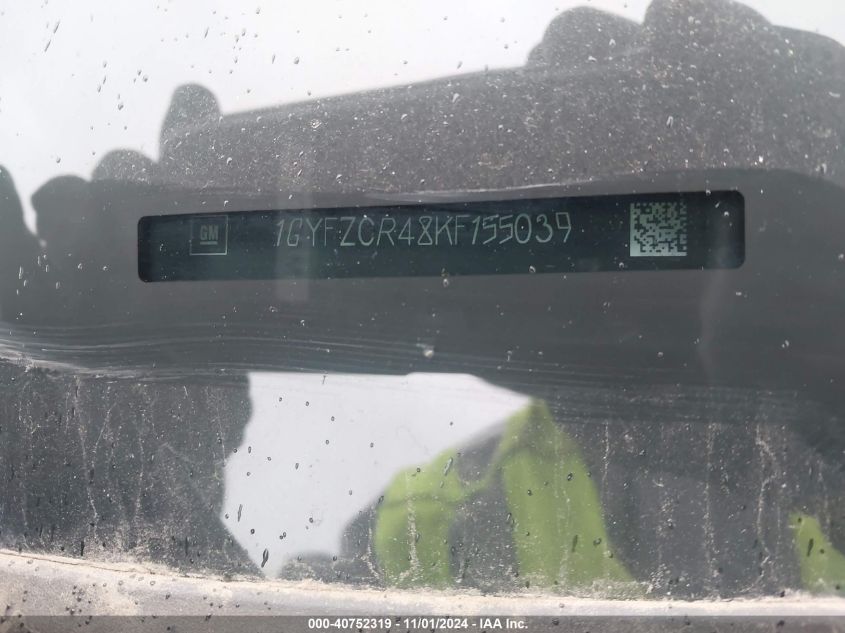 GM 1GYFZCR48KF155039
000-40752319 - 11/01/2024 - IAA Inc.